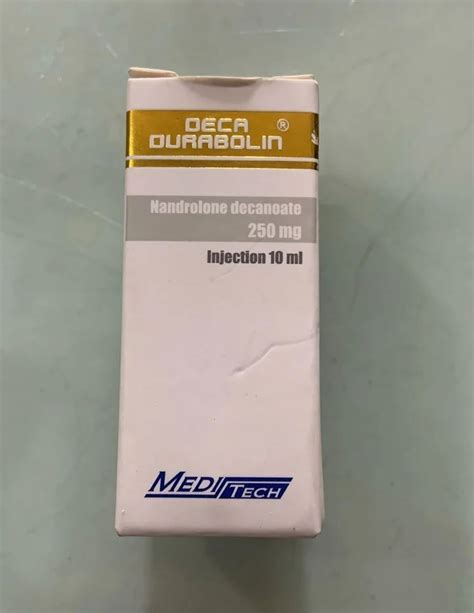 DECA ®
DURABOLIN
Nandrolone decanoate
250 mg
Injection 10 ml
MEDITECH